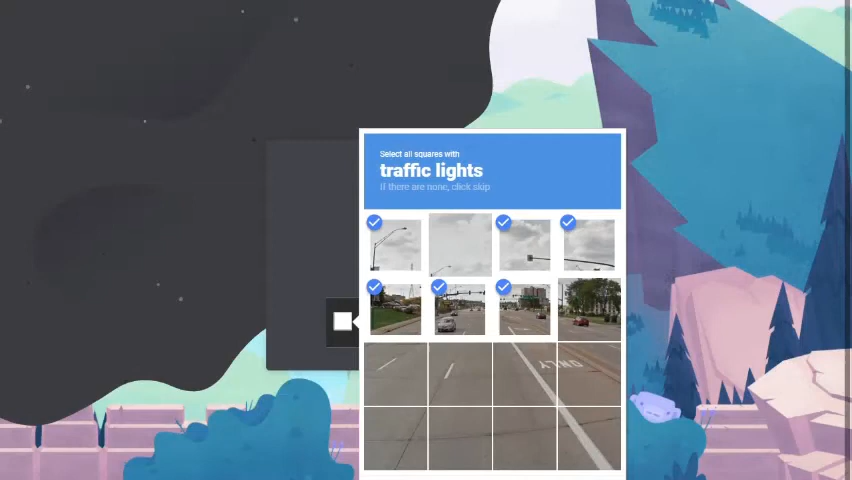 Select all squares with
traffic lights
If there are none, click skip
ONLY